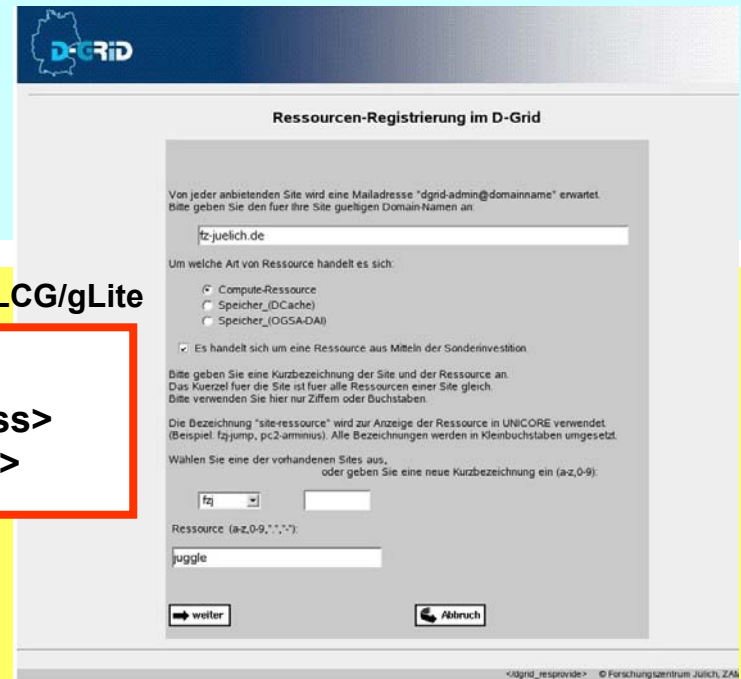 D-GRiD
Ressourcen-Registrierung im D-Grid
Von jeder anbietenden Site wird eine Mailadresse "dgrid-admin@domainname" erwartet.
Bitte geben Sie den fuer Ihre Site gueltigen Domain-Namen an:
fz-juelich.de
Um welche Art von Ressource handelt es sich:
LCG/gLite
Compute-Ressource
Speicher_(DCache)
Speicher_(OGSA-DAI)
Es handelt sich um eine Ressource aus Mitteln der Sonderinvestition.
ss>
>
Bitte geben Sie eine Kurzbezeichnung der Site und der Ressource an.
Das Kuerzel fuer die Site ist fuer alle Ressourcen einer Site gleich.
Bitte verwenden Sie hier nur Ziffern oder Buchstaben.
Die Bezeichnung "site-ressource" wird zur Anzeige der Ressource in UNICORE verwendet
(Beispiel: fzj-jump, pc2-arminius). Alle Bezeichnungen werden in Kleinbuchstaben umgesetzt.
Wählen Sie eine der vorhandenen Sites aus,
oder geben Sie eine neue Kurzbezeichnung ein (a-z,0-9):
fzj
Ressource (a-z,0-9,".","-"):
juggle
weiter
Abbruch
</dgrid_resprovide> © Forschungszentrum Jülich, ZAM